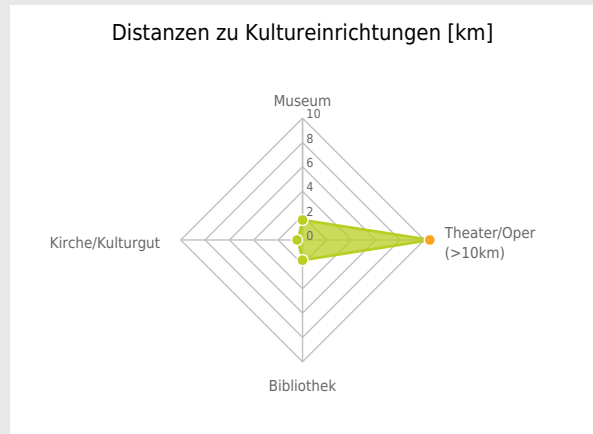 Distanzen zu Kultureinrichtungen [km]
Museum
10
8
6
4
2
0
Kirche/Kulturgut
Theater/Oper
(>10km)
Bibliothek